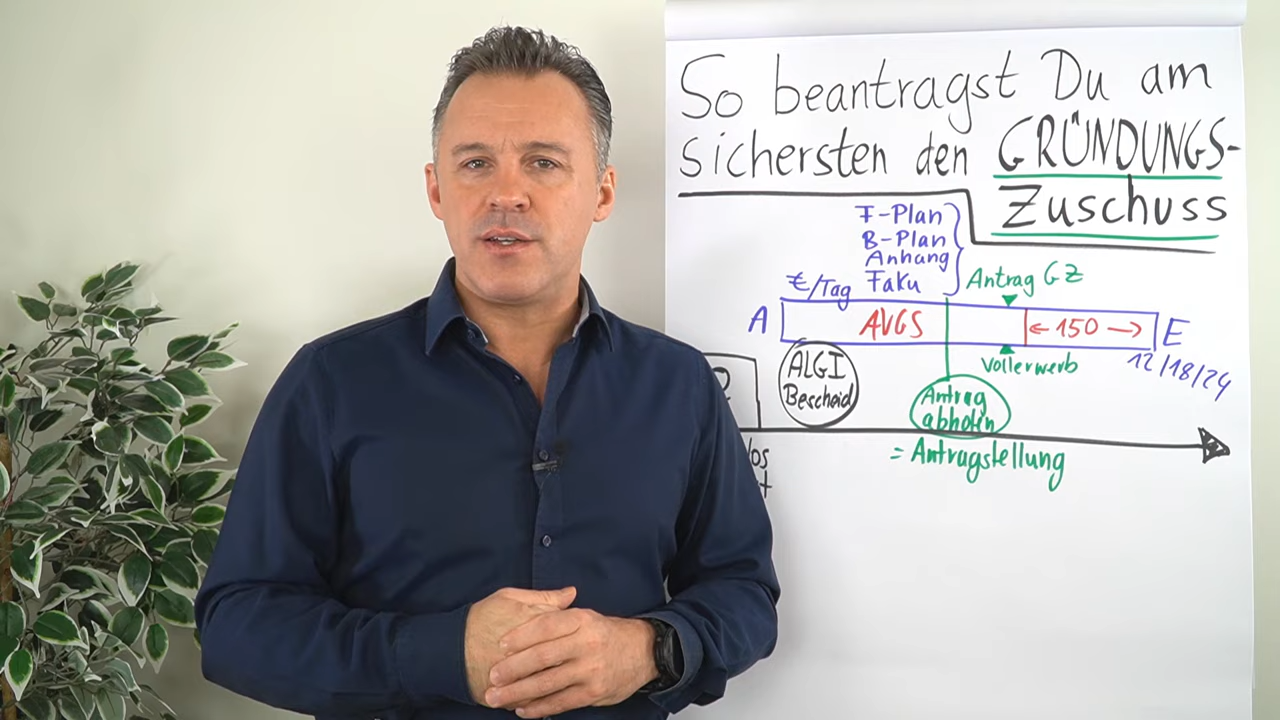 So beantragst Du am
sichersten den GRÜNDUNGS-
Zuschuss
F-Plan
B-Plan
Anhang
€/Tag Faku
Antrag GZ
A AVGS ← 150 → E
Vollerwerb
12/18/24
ALGI
Bescheid
Antrag
abholen
= Antragstellung